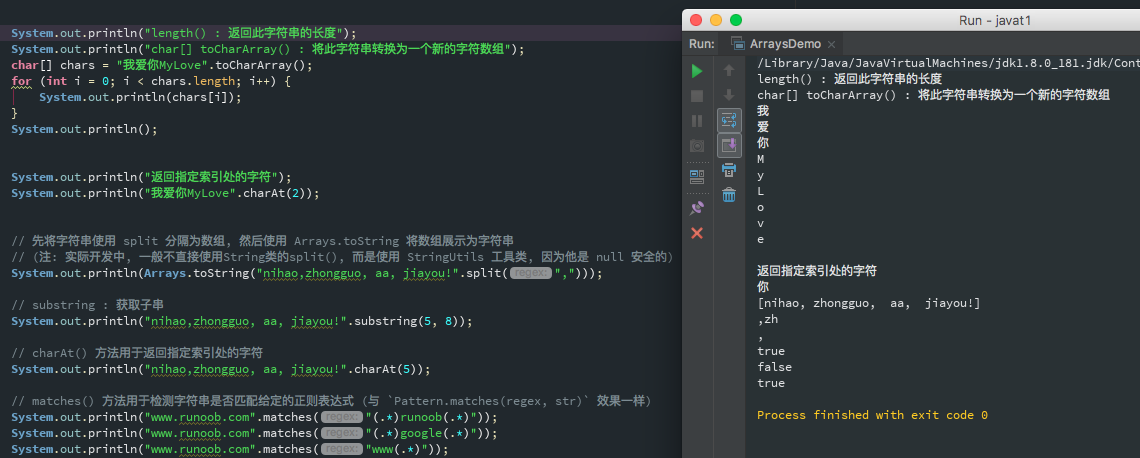 System.out.println("length() : 返回此字符串的长度");
System.out.println("char[] toCharArray() : 将此字符串转换为一个新的字符数组");
char[] chars = "我爱你MyLove".toCharArray();
for (int i = 0; i < chars.length; i++) {
System.out.println(chars[i]);
}
System.out.println();
System.out.println("返回指定索引处的字符");
System.out.println("我爱你MyLove".charAt(2));
// 先将字符串使用 split 分隔为数组, 然后使用 Arrays.toString 将数组展示为字符串
// (注: 实际开发中, 一般不直接使用String类的split(), 而是使用 StringUtils 工具类, 因为他是 null 安全的)
System.out.println(Arrays.toString("nihao,zhongguo, aa, jiayou!".split( regex: ",")));
// substring : 获取子串
System.out.println("nihao,zhongguo, aa, jiayou!".substring(5, 8));
// charAt() 方法用于返回指定索引处的字符
System.out.println("nihao,zhongguo, aa, jiayou!".charAt(5));
// matches() 方法用于检测字符串是否匹配给定的正则表达式 (与 `Pattern.matches(regex, str)` 效果一样)
System.out.println("www.runoob.com".matches( regex: "(.*)runoob(.*)"));
System.out.println("www.runoob.com".matches( regex: "(.*)google(.*)"));
System.out.println("www.runoob.com".matches( regex: "www(.*)"));
Run - javat1
Run: ArraysDemo
/Library/Java/JavaVirtualMachines/jdk1.8.0_181.jdk/Cont
length() : 返回此字符串的长度
char[] toCharArray() : 将此字符串转换为一个新的字符数组
我
爱
你
M
y
L
o
v
e
返回指定索引处的字符
你
[nihao, zhongguo,  aa,  jiayou!]
,zh
,
true
false
true
Process finished with exit code 0